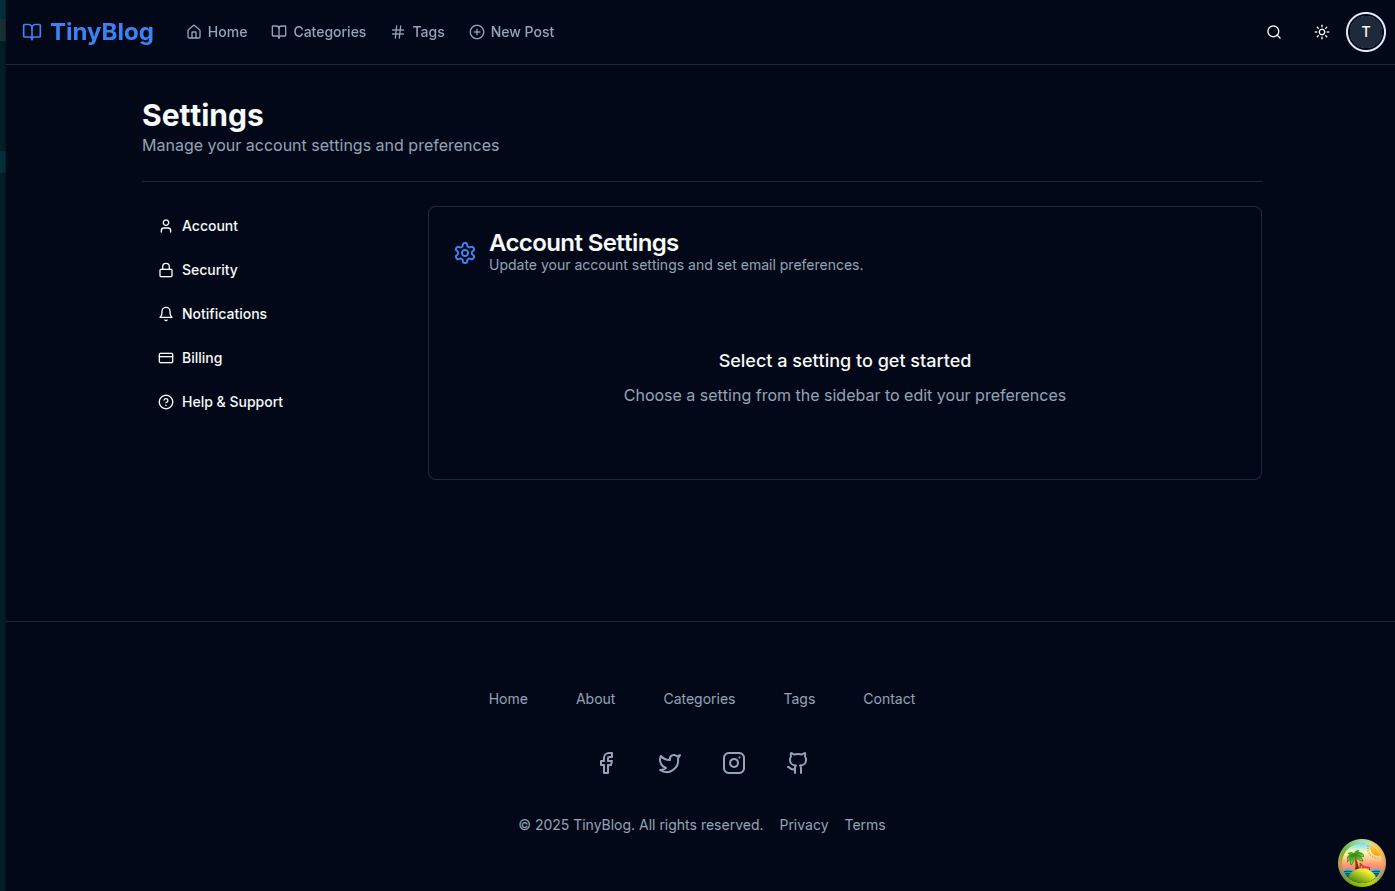 TinyBlog Home Categories Tags New Post T
Settings
Manage your account settings and preferences
Account
Security
Notifications
Billing
Help & Support
Account Settings
Update your account settings and set email preferences.
Select a setting to get started
Choose a setting from the sidebar to edit your preferences
Home About Categories Tags Contact
© 2025 TinyBlog. All rights reserved. Privacy Terms